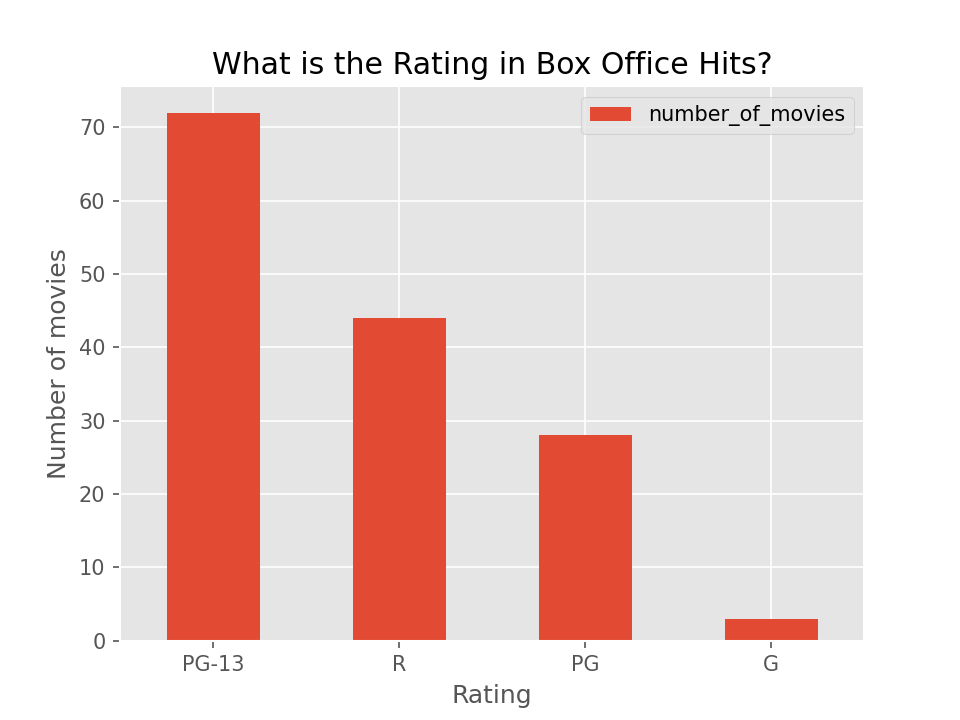 What is the Rating in Box Office Hits?
number_of_movies
Number of movies
70
60
50
40
30
20
10
0
PG-13 R PG G
Rating